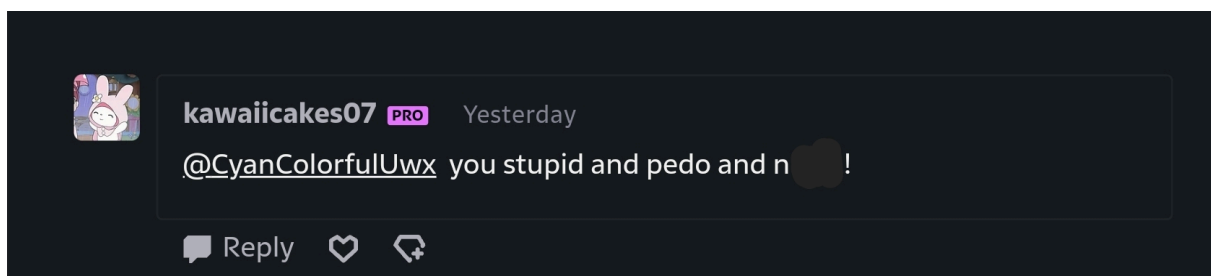 kawaiicakes07 PRO Yesterday
@CyanColorfulUwx you stupid and pedo and n !
Reply